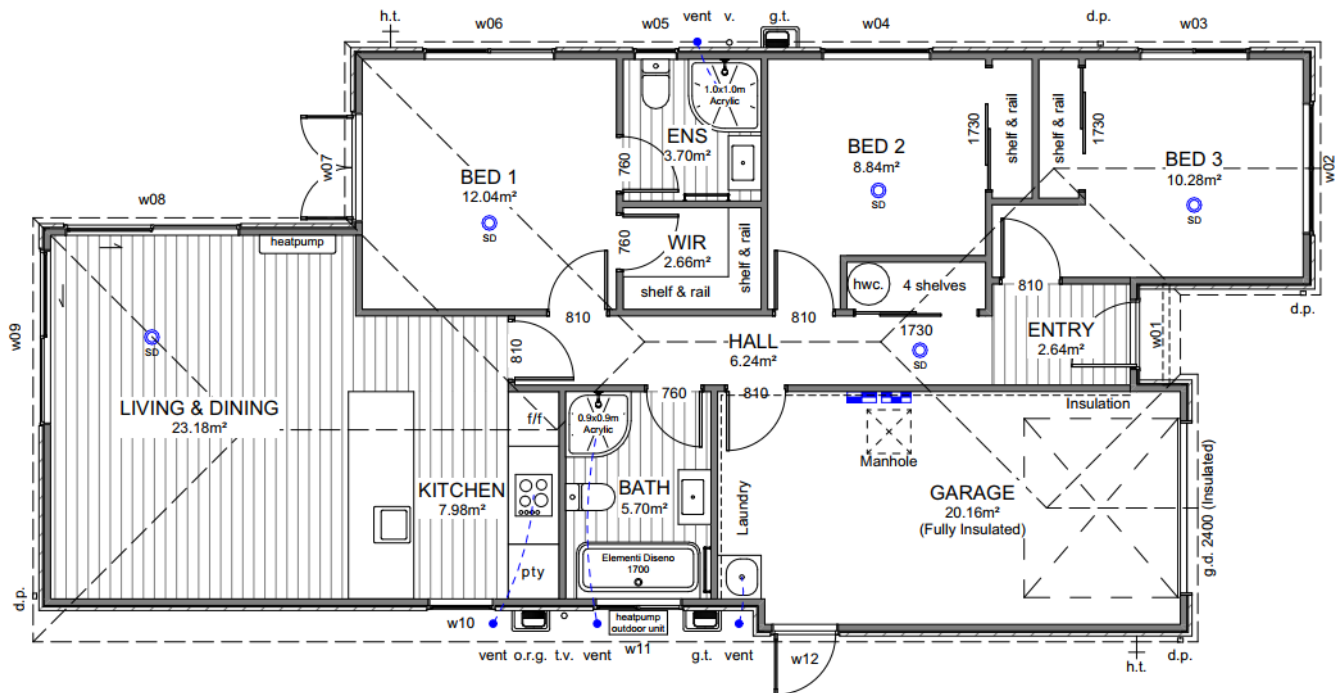 h.t.
w06
w05
vent
v.
g.t.
w04
d.p.
w03
1.0x1.0m
Acrylic
ENS
3.70m²
760
BED 1
12.04m²
SD
BED 2
8.84m²
SD
1730
shelf & rail
shelf & rail
1730
BED 3
10.28m²
SD
w02
w07
w08
heatpump
760
WIR
2.66m²
shelf & rail
shelf & rail
hwc.
4 shelves
810
810
1730
810
d.p.
w09
SD
810
HALL
6.24m²
SD
ENTRY
2.64m²
w01
LIVING & DINING
23.18m²
f/f
0.9x0.9m
Acrylic
760
810
Insulation
Manhole
KITCHEN
7.98m²
BATH
5.70m²
Laundry
GARAGE
20.16m²
(Fully Insulated)
g.d. 2400 (Insulated)
pty
Elementi Diseno
1700
d.p.
w10
heatpump
outdoor unit
w11
vent
o.r.g.
t.v.
vent
g.t.
vent
w12
h.t.
d.p.